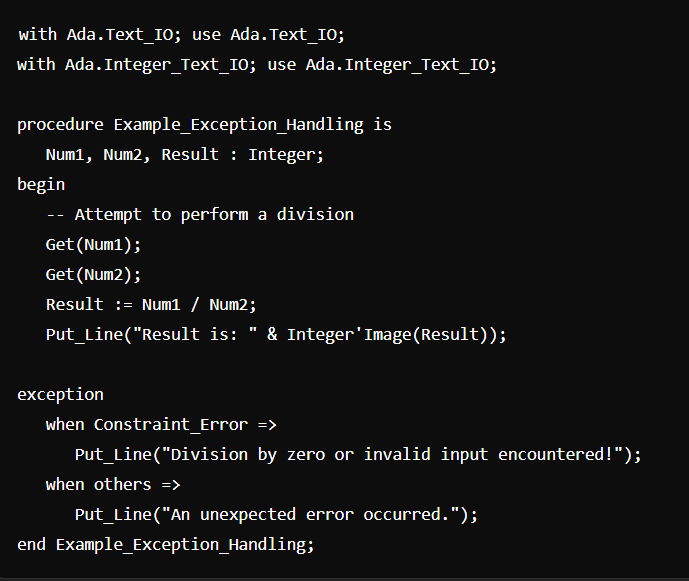 with Ada.Text_IO; use Ada.Text_IO;
with Ada.Integer_Text_IO; use Ada.Integer_Text_IO;

procedure Example_Exception_Handling is
   Num1, Num2, Result : Integer;
begin
   -- Attempt to perform a division
   Get(Num1);
   Get(Num2);
   Result := Num1 / Num2;
   Put_Line("Result is: " & Integer'Image(Result));

exception
   when Constraint_Error =>
      Put_Line("Division by zero or invalid input encountered!");
   when others =>
      Put_Line("An unexpected error occurred.");
end Example_Exception_Handling;